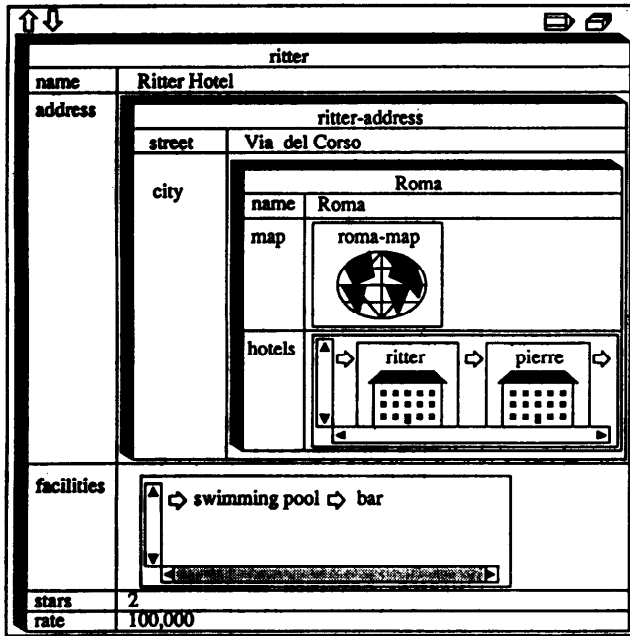 ritter
name Ritter Hotel
address
ritter-address
street Via del Corso
city
Roma
name Roma
map roma-map
hotels ritter pierre
facilities swimming pool bar
stars 2
rate 100,000